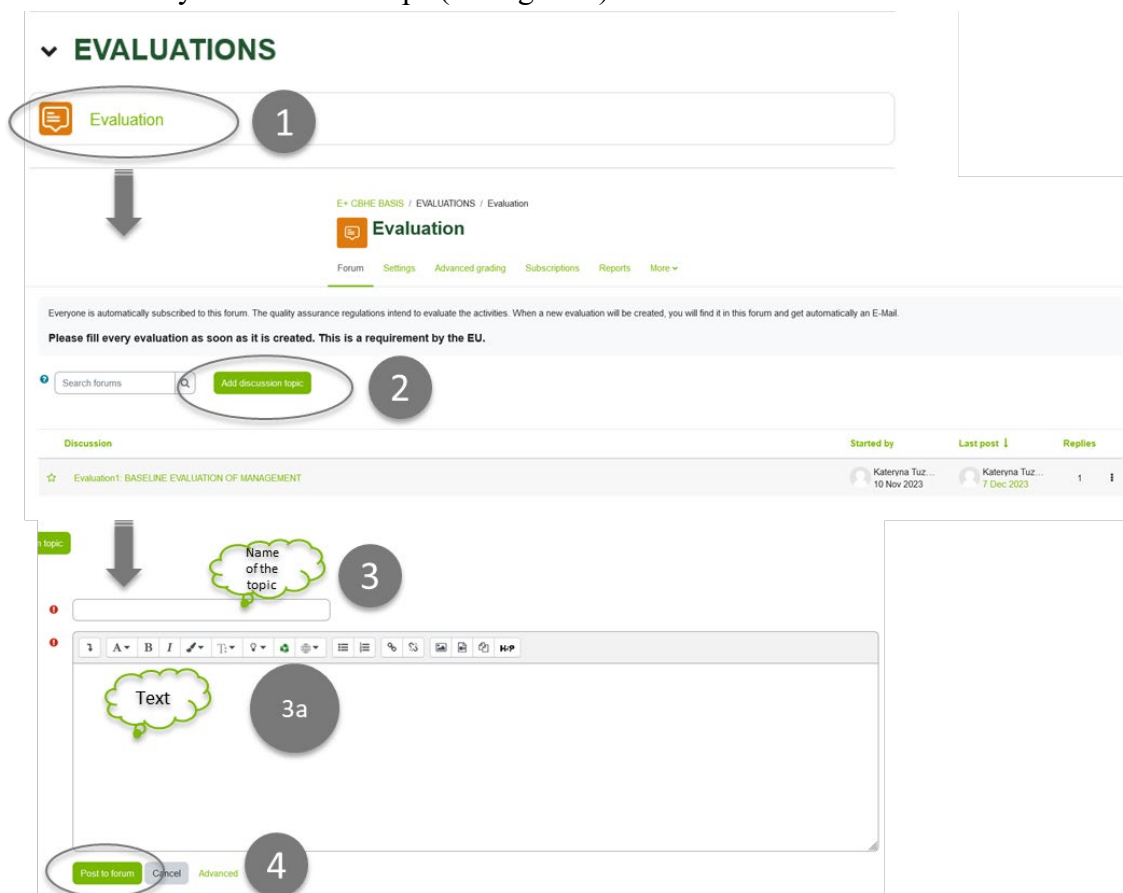 EVALUATIONS
Evaluation
1
E+ CBHE BASIS / EVALUATIONS / Evaluation
Evaluation
Forum Settings Advanced grading Subscriptions Reports More
Everyone is automatically subscribed to this forum. The quality assurance regulations intend to evaluate the activities. When a new evaluation will be created, you will find it in this forum and get automatically an E-Mail.
Please fill every evaluation as soon as it is created. This is a requirement by the EU.
Search forums Add discussion topic 2
Discussion Started by Last post ↓ Replies
Evaluation1: BASELINE EVALUATION OF MANAGEMENT Kateryna Tuz... Kateryna Tuz... 1
10 Nov 2023 7 Dec 2023
topic
Name
of the
topic
3
A B I T H-P
Text
3a
Post to forum Cancel Advanced 4